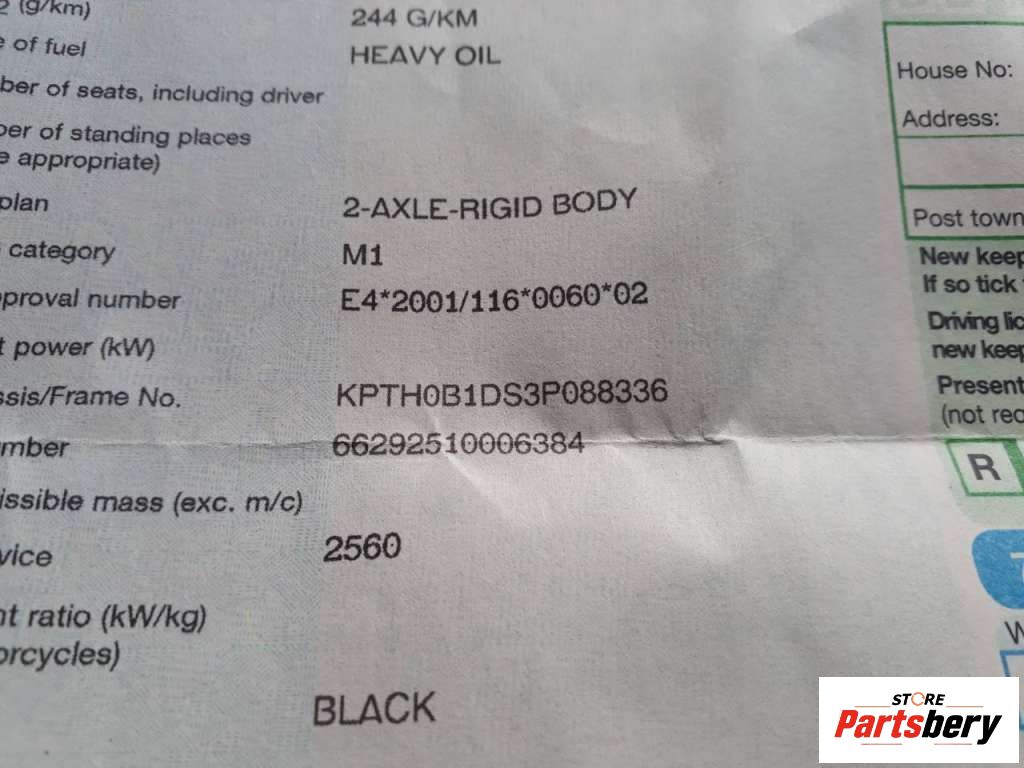 2 (g/km) 244 G/KM
e of fuel HEAVY OIL
ber of seats, including driver
ber of standing places
e appropriate)
plan 2-AXLE-RIGID BODY
category M1
pproval number E4*2001/116*0060*02
t power (kW)
ssis/Frame No. KPTH0B1DS3P088336
umber 66292510006384
issible mass (exc. m/c)
vice 2560
nt ratio (kW/kg)
orcycles)
BLACK
House No:
Address:
Post town
New keep
If so tick
Driving lic
new keep
Present
(not req
R
STORE
Partsbery